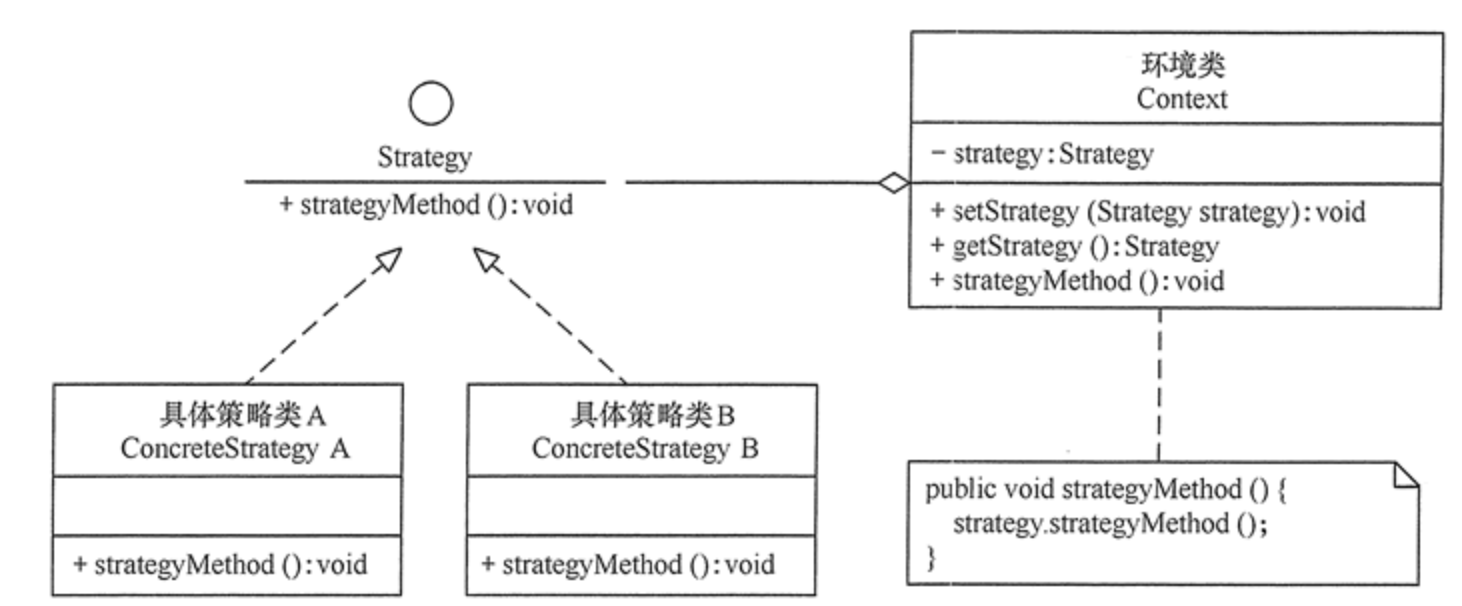 Strategy
+ strategyMethod ():void
环境类
Context
- strategy:Strategy
+ setStrategy (Strategy strategy):void
+ getStrategy ():Strategy
+ strategyMethod ():void
具体策略类A
ConcreteStrategy A
+ strategyMethod ():void
具体策略类B
ConcreteStrategy B
+ strategyMethod ():void
public void strategyMethod () {
strategy.strategyMethod ();
}